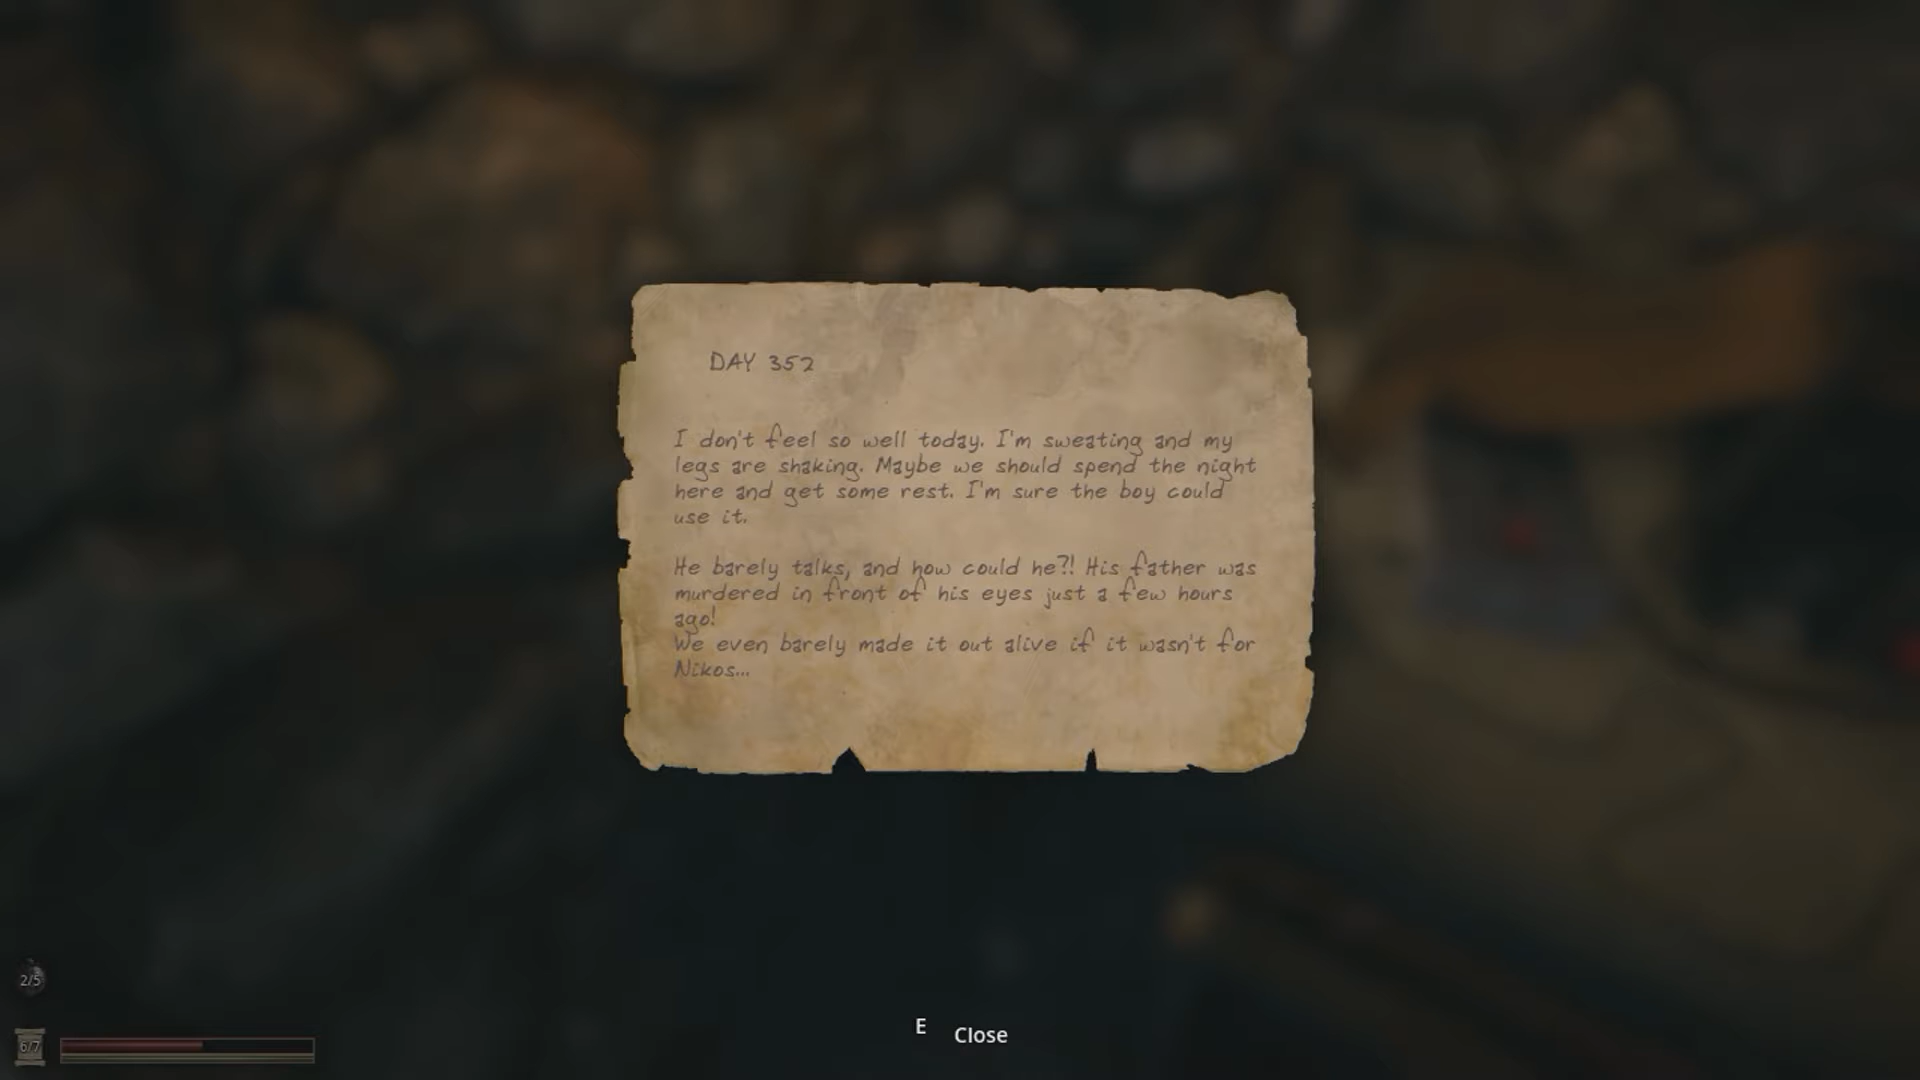 DAY 352
I don't feel so well today. I'm sweating and my
legs are shaking. Maybe we should spend the night
here and get some rest. I'm sure the boy could
use it.
He barely talks, and how could he?! His father was
murdered in front of his eyes just a few hours
ago!
We even barely made it out alive if it wasn't for
Nikos...
2/5
6/7
E Close